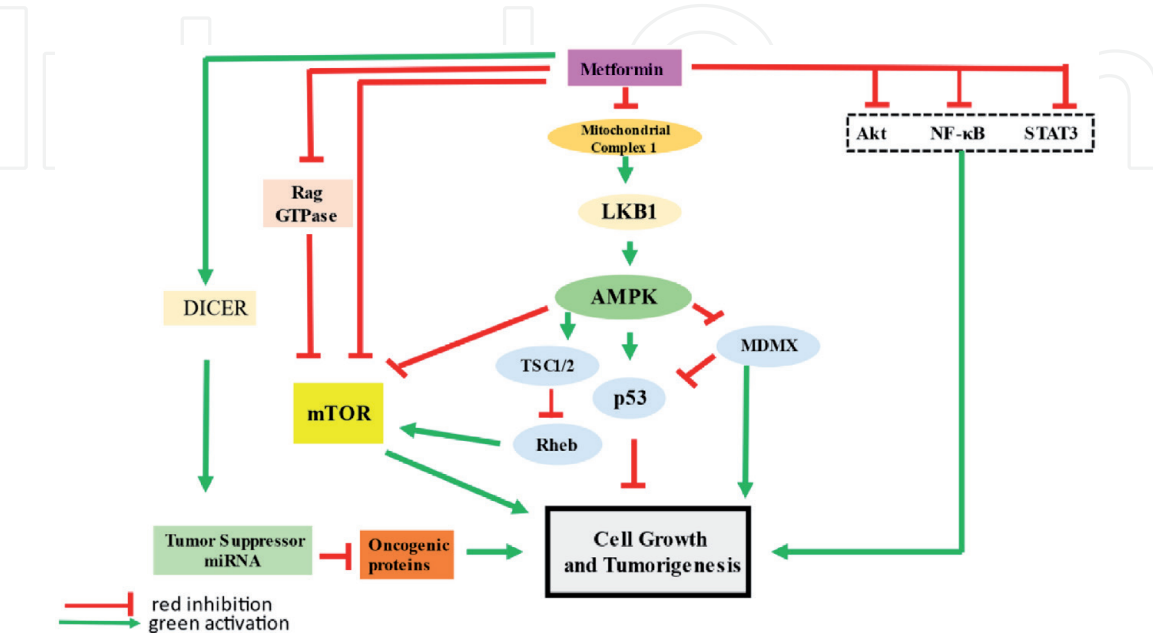 Metformin
Mitochondrial
Complex 1
Akt NF-κB STAT3
Rag
GTPase
LKB1
AMPK
DICER
TSC1/2
MDMX
p53
mTOR
Rheb
Tumor Suppressor
miRNA
Oncogenic
proteins
Cell Growth
and Tumorigenesis
red inhibition
green activation